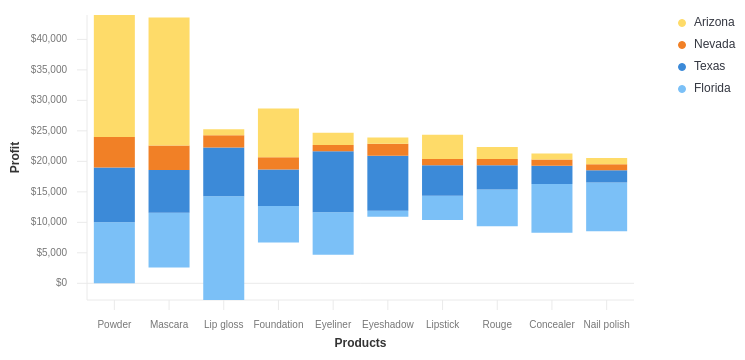 Arizona
Nevada
Texas
Florida
Profit
$40,000
$35,000
$30,000
$25,000
$20,000
$15,000
$10,000
$5,000
$0
Powder Mascara Lip gloss Foundation Eyeliner Eyeshadow Lipstick Rouge Concealer Nail polish
Products